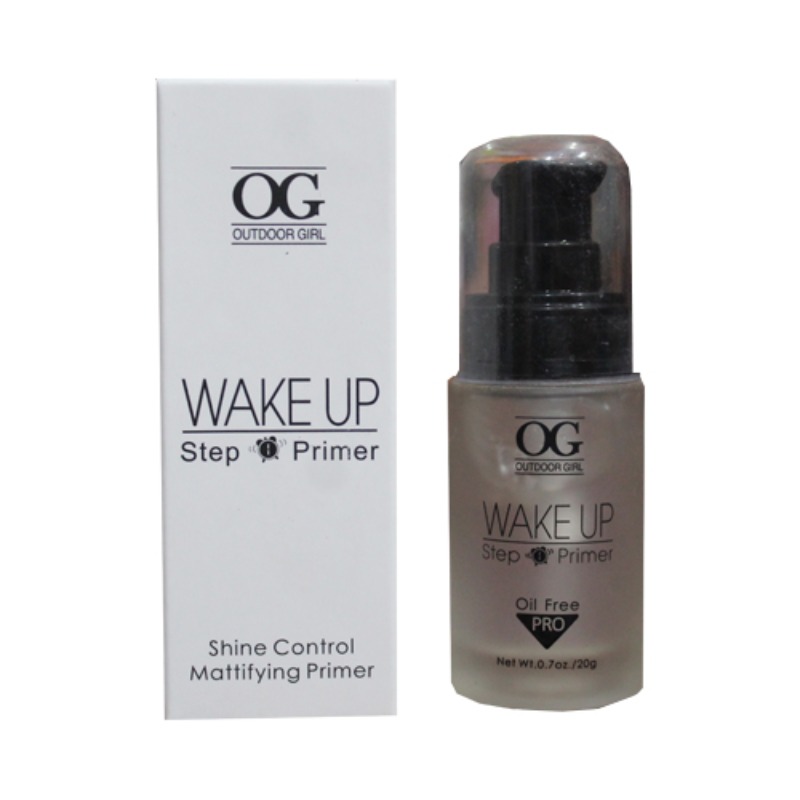 OG
OUTDOOR GIRL
WAKE UP
Step Primer
Shine Control
Mattifying Primer
OG
OUTDOOR GIRL
WAKE UP
Step Primer
Oil Free
PRO
Net Wt.0.7oz./20g